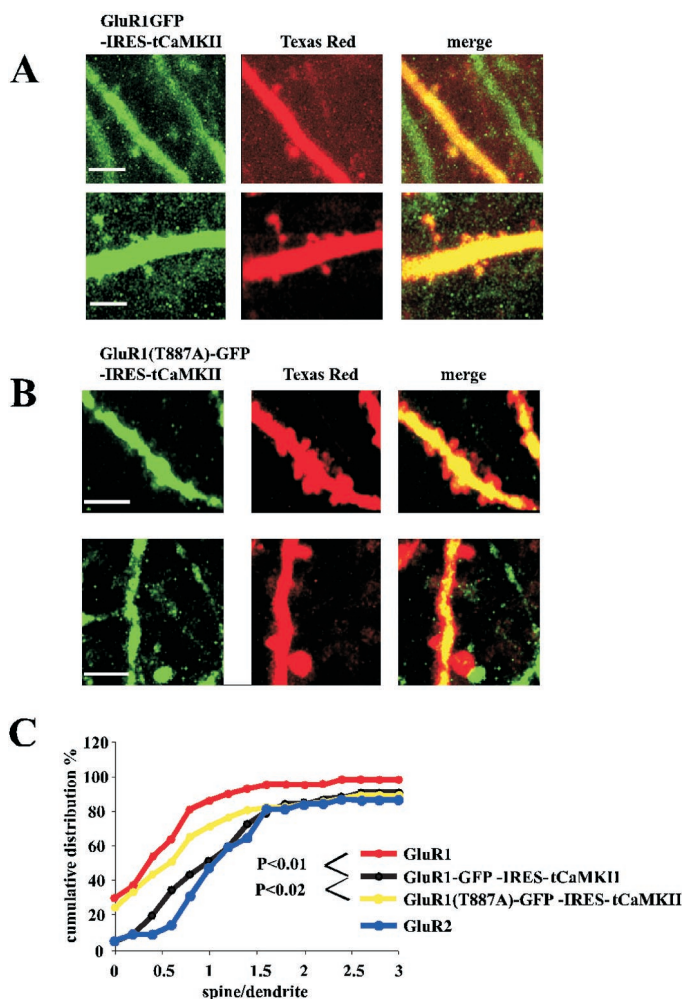 GluR1GFP
-IRES-tCaMKII
Texas Red
merge
A
GluR1(T887A)-GFP
-IRES-tCaMKII
Texas Red
merge
B
C
120
100
80
60
40
20
0
cumulative distribution %
0 0.5 1 1.5 2 2.5 3
spine/dendrite
P<0.01
P<0.02
GluR1
GluR1-GFP -IRES-tCaMKII
GluR1(T887A)-GFP -IRES-tCaMKII
GluR2